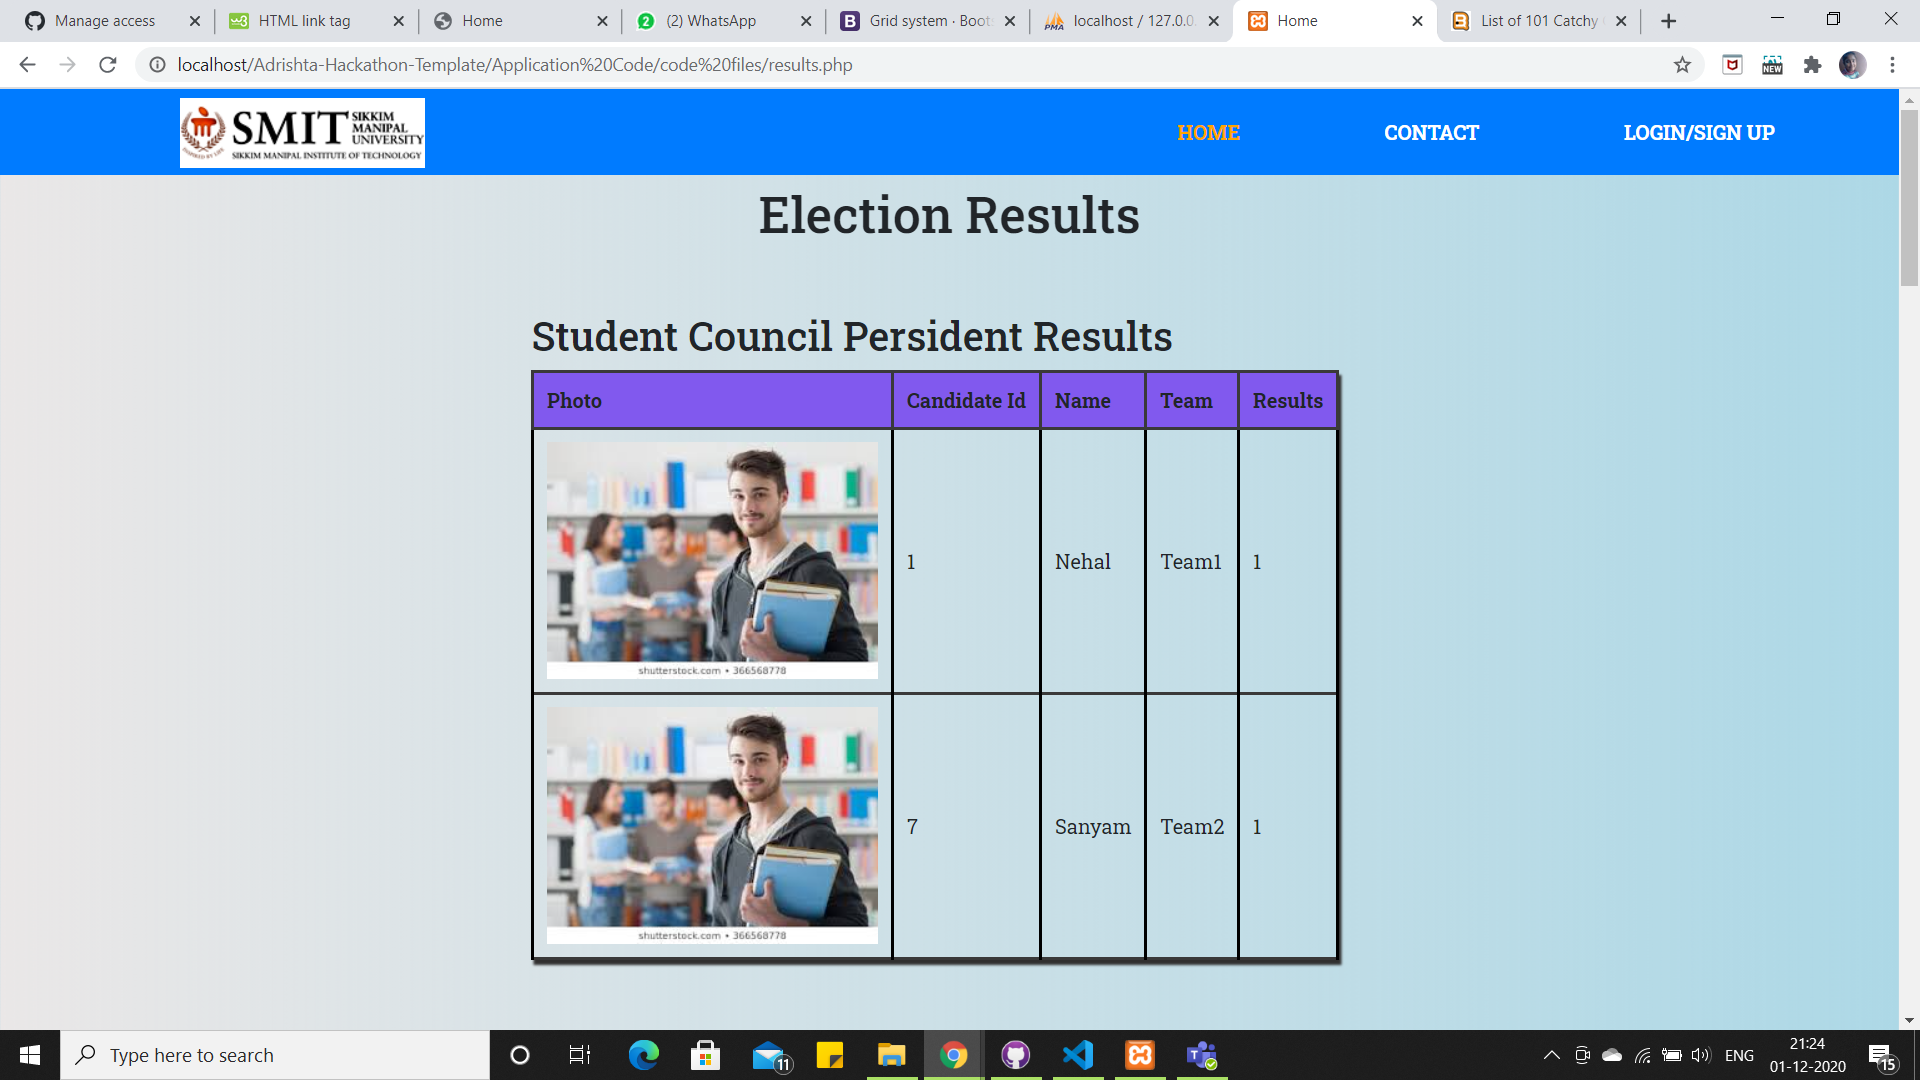 Manage access
HTML link tag
Home
(2) WhatsApp
Grid system · Boot
localhost / 127.0.0
Home
List of 101 Catchy
localhost/Adrishta-Hackathon-Template/Application%20Code/code%20files/results.php
NEW
SMIT SIKKIM MANIPAL UNIVERSITY
SIKKIM MANIPAL INSTITUTE OF TECHNOLOGY
INSPIRED BY LIFE
HOME CONTACT LOGIN/SIGN UP
Election Results
Student Council Persident Results
Photo Candidate Id Name Team Results
1 Nehal Team1 1
shutterstock.com • 366568778
7 Sanyam Team2 1
shutterstock.com • 366568778
Type here to search
11
ENG
21:24
01-12-2020
15